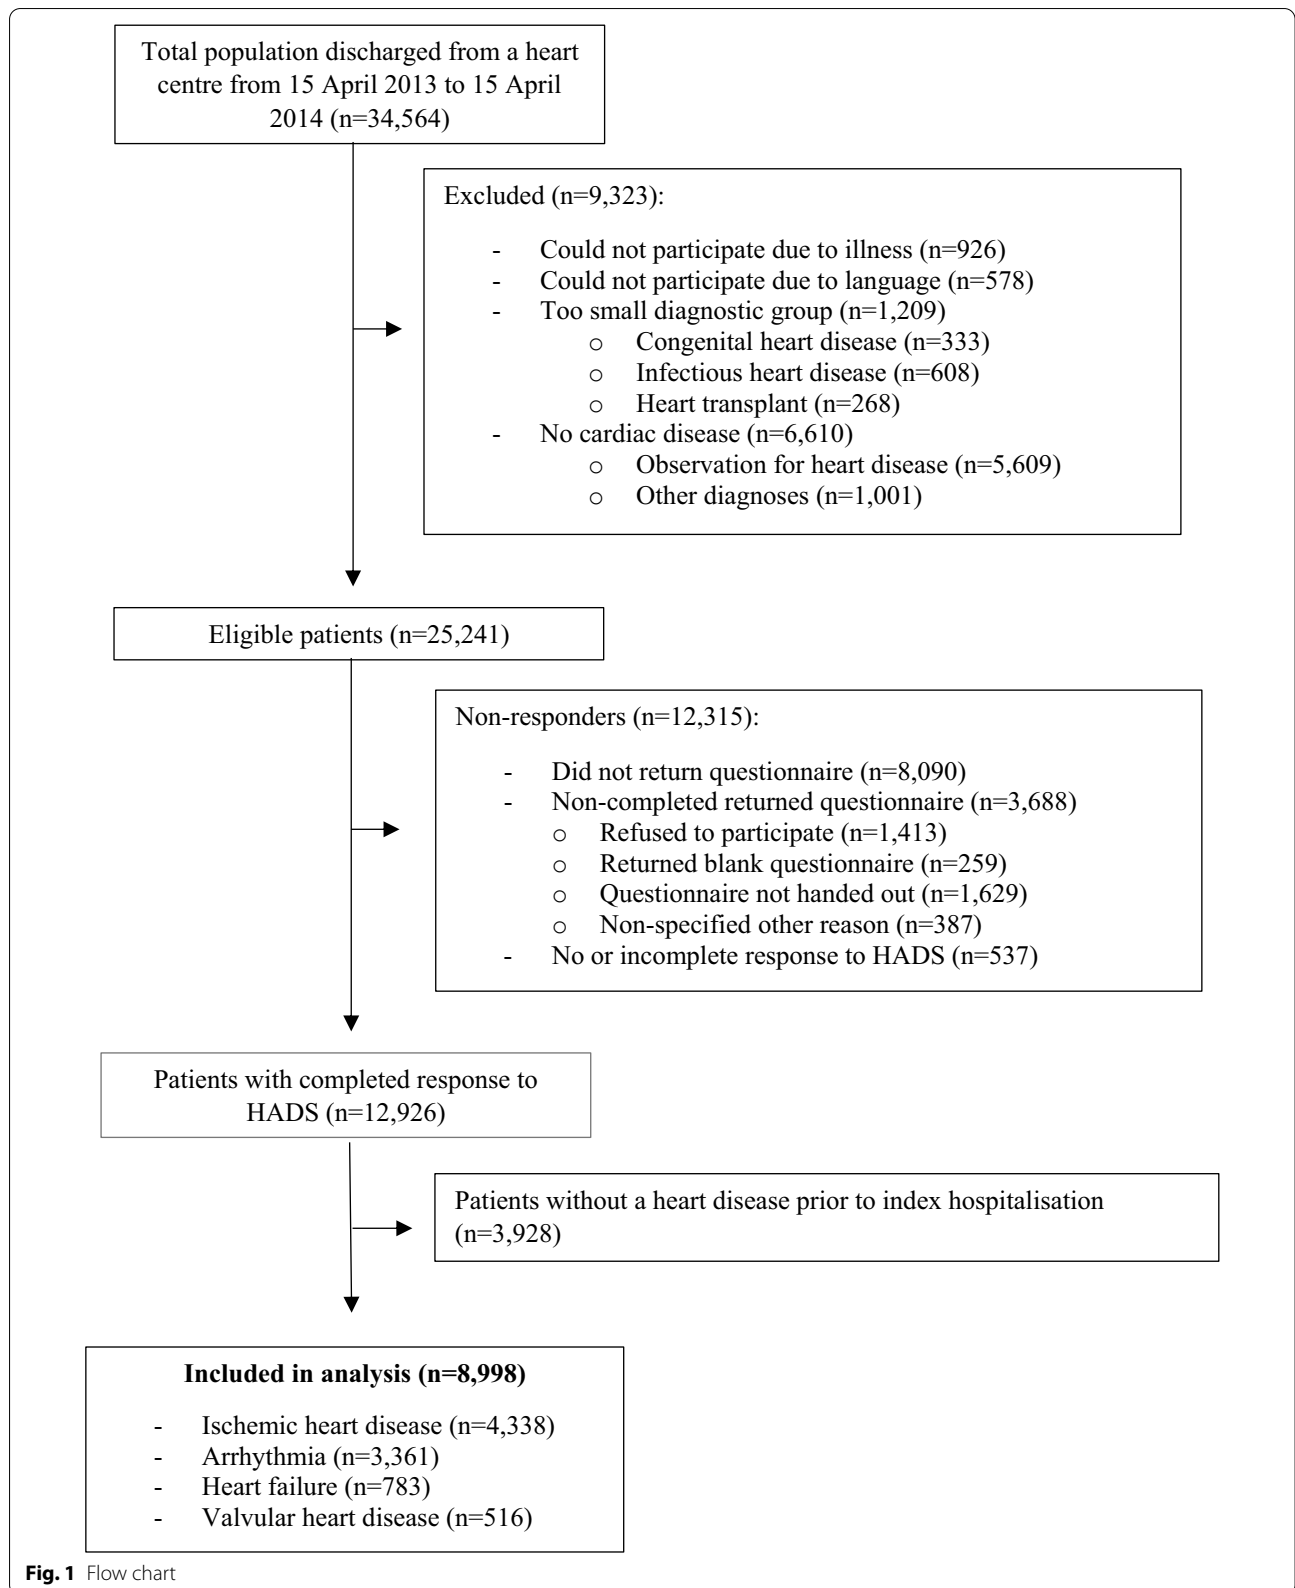 Total population discharged from a heart
centre from 15 April 2013 to 15 April
2014 (n=34,564)
Excluded (n=9,323):
- Could not participate due to illness (n=926)
- Could not participate due to language (n=578)
- Too small diagnostic group (n=1,209)
o Congenital heart disease (n=333)
o Infectious heart disease (n=608)
o Heart transplant (n=268)
- No cardiac disease (n=6,610)
o Observation for heart disease (n=5,609)
o Other diagnoses (n=1,001)
Eligible patients (n=25,241)
Non-responders (n=12,315):
- Did not return questionnaire (n=8,090)
- Non-completed returned questionnaire (n=3,688)
o Refused to participate (n=1,413)
o Returned blank questionnaire (n=259)
o Questionnaire not handed out (n=1,629)
o Non-specified other reason (n=387)
- No or incomplete response to HADS (n=537)
Patients with completed response to
HADS (n=12,926)
Patients without a heart disease prior to index hospitalisation
(n=3,928)
Included in analysis (n=8,998)
- Ischemic heart disease (n=4,338)
- Arrhythmia (n=3,361)
- Heart failure (n=783)
- Valvular heart disease (n=516)
Fig. 1 Flow chart